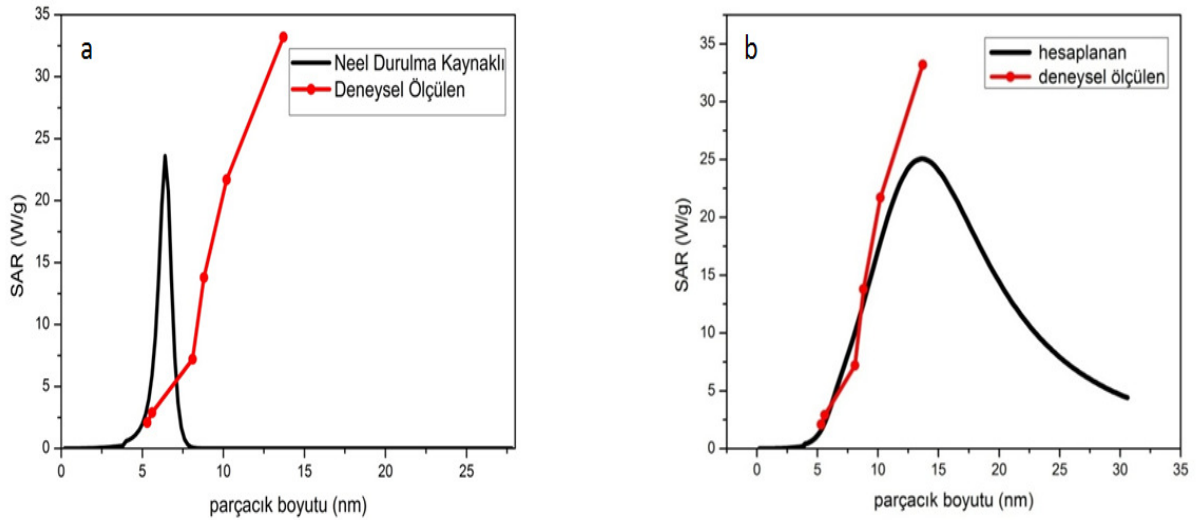 a
Neel Durulma Kaynaklı
Deneysel Ölçülen
35
30
25
20
15
10
5
0
SAR (W/g)
0 5 10 15 20 25
parçacık boyutu (nm)
b
hesaplanan
deneysel ölçülen
35
30
25
20
15
10
5
0
SAR (W/g)
0 5 10 15 20 25 30 35
parçacık boyutu (nm)